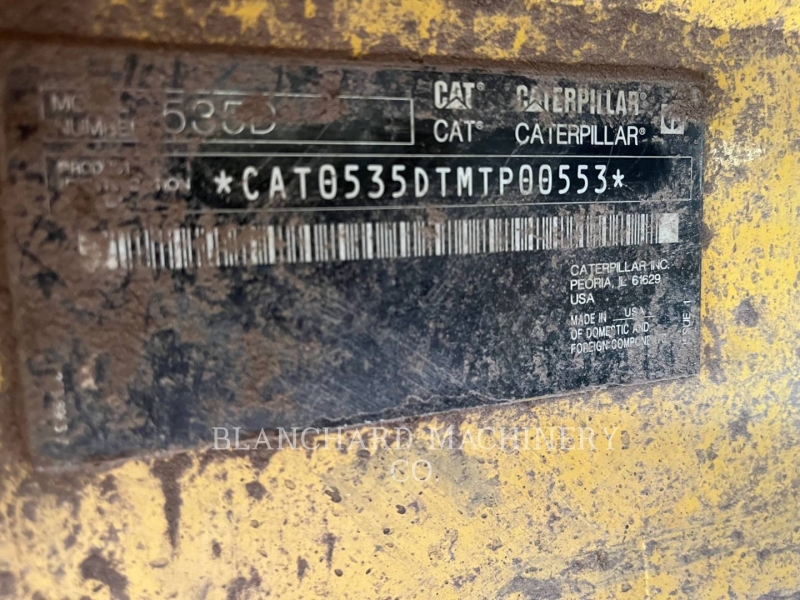 535D
CAT® CATERPILLAR®
CAT® CATERPILLAR®
*CAT0535DTMTP00553*
CATERPILLAR INC.
PEORIA, IL 61629
USA
MADE IN USA
OF DOMESTIC AND
FOREIGN
BLANCHARD MACHINERY
CO